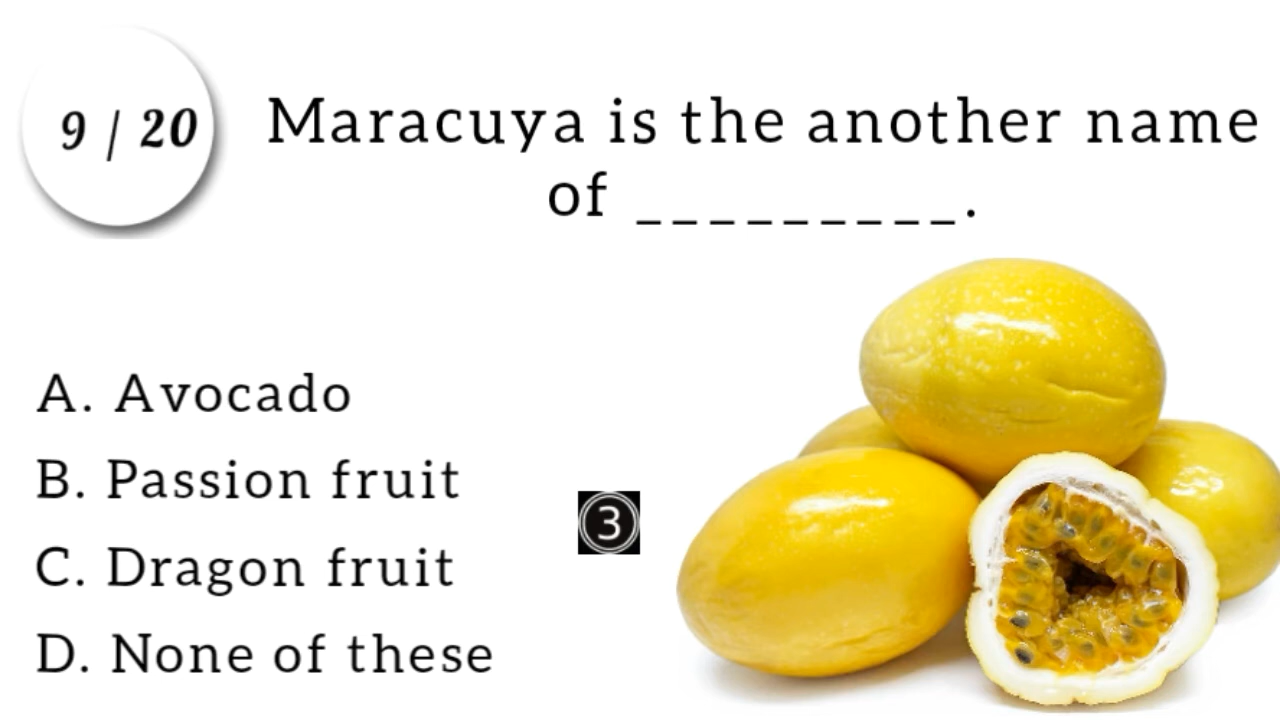 9 / 20
Maracuya is the another name
of _________.
A. Avocado
B. Passion fruit
C. Dragon fruit
D. None of these
3